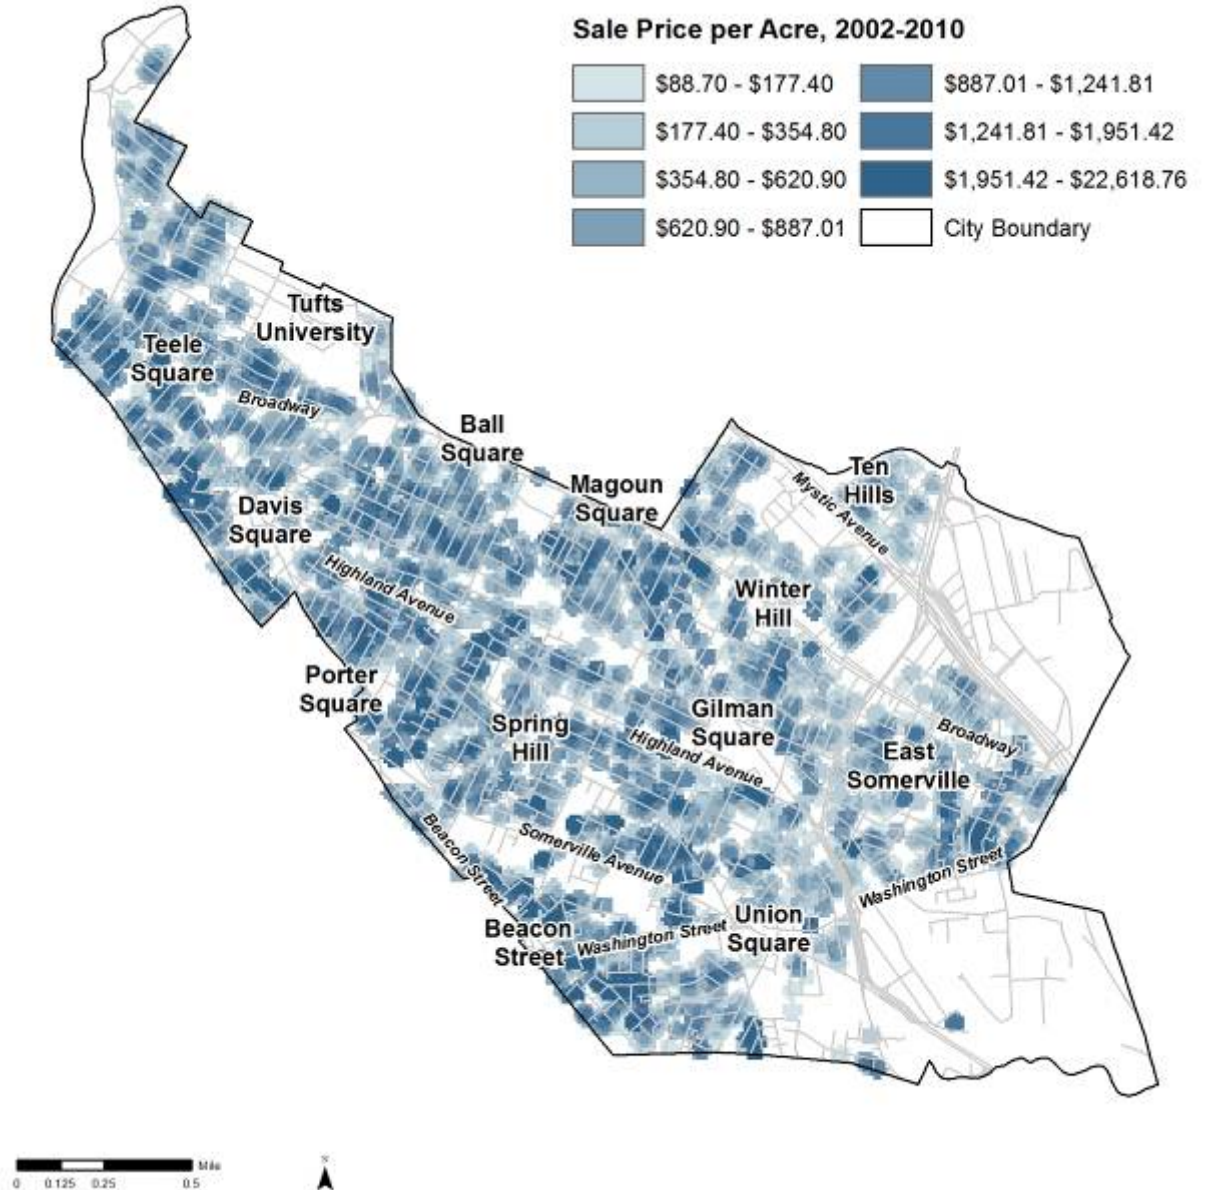 Sale Price per Acre, 2002-2010
$88.70 - $177.40
$887.01 - $1,241.81
$177.40 - $354.80
$1,241.81 - $1,951.42
$354.80 - $620.90
$1,951.42 - $22,618.76
$620.90 - $887.01
City Boundary
Tufts
University
Teele
Square
Broadway
Ball
Square
Ten
Hills
Mystic Avenue
Magoun
Square
Davis
Square
Highland Avenue
Winter
Hill
Porter
Square
Spring
Hill
Gilman
Square
Highland Avenue
Broadway
East
Somerville
Beacon Street
Somerville Avenue
Washington Street
Union
Square
Beacon
Street
Washington Street
Mile
0 0.125 0.25 0.5